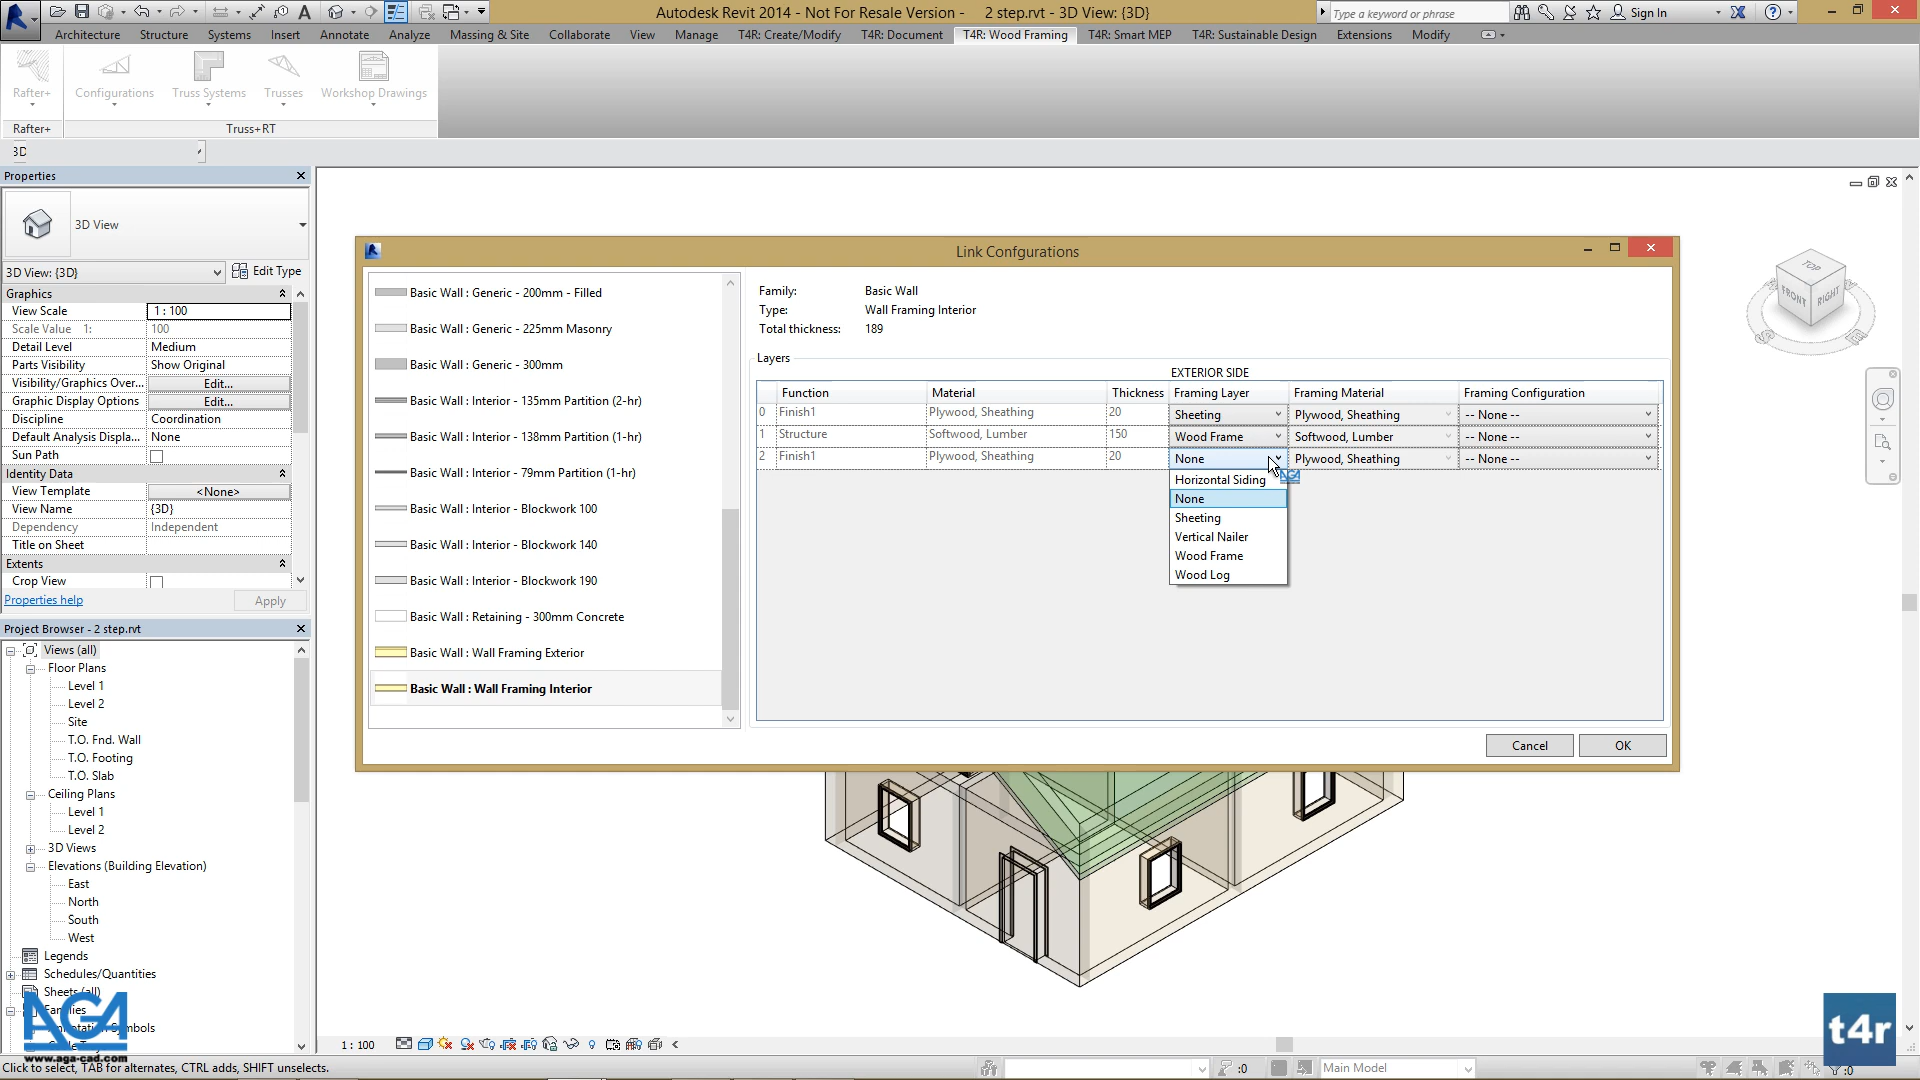 Autodesk Revit 2014 - Not For Resale Version - 2 step.rvt - 3D View: {3D}
Type a keyword or phrase
Sign In
Architecture Structure Systems Insert Annotate Analyze Massing & Site Collaborate View Manage T4R: Create/Modify T4R: Document T4R: Wood Framing T4R: Smart MEP T4R: Sustainable Design Extensions Modify
Rafter+ Configurations Truss Systems Trusses Workshop Drawings
Rafter+ Truss+RT
3D
Properties
3D View
3D View: {3D} Edit Type
Graphics
View Scale 1 : 100
Scale Value 1: 100
Detail Level Medium
Parts Visibility Show Original
Visibility/Graphics Over... Edit...
Graphic Display Options Edit...
Discipline Coordination
Default Analysis Displa... None
Sun Path
Identity Data
View Template <None>
View Name {3D}
Dependency Independent
Title on Sheet
Extents
Crop View
Properties help Apply
Project Browser - 2 step.rvt
Views (all)
Floor Plans
Level 1
Level 2
Site
T.O. Fnd. Wall
T.O. Footing
T.O. Slab
Ceiling Plans
Level 1
Level 2
3D Views
Elevations (Building Elevation)
East
North
South
West
Legends
Schedules/Quantities
Sheets (all)
AGA
www.aga-cad.com
Link Confgurations
Basic Wall : Generic - 200mm - Filled
Basic Wall : Generic - 225mm Masonry
Basic Wall : Generic - 300mm
Basic Wall : Interior - 135mm Partition (2-hr)
Basic Wall : Interior - 138mm Partition (1-hr)
Basic Wall : Interior - 79mm Partition (1-hr)
Basic Wall : Interior - Blockwork 100
Basic Wall : Interior - Blockwork 140
Basic Wall : Interior - Blockwork 190
Basic Wall : Retaining - 300mm Concrete
Basic Wall : Wall Framing Exterior
Basic Wall : Wall Framing Interior
Family: Basic Wall
Type: Wall Framing Interior
Total thickness: 189
Layers
EXTERIOR SIDE
Function Material Thickness Framing Layer Framing Material Framing Configuration
0 Finish1 Plywood, Sheathing 20 Sheeting Plywood, Sheathing -- None --
1 Structure Softwood, Lumber 150 Wood Frame Softwood, Lumber -- None --
2 Finish1 Plywood, Sheathing 20 None Plywood, Sheathing -- None --
Horizontal Siding
None
Sheeting
Vertical Nailer
Wood Frame
Wood Log
Cancel OK
TOP
FRONT RIGHT
1 : 100
t4r
Click to select, TAB for alternates, CTRL adds, SHIFT unselects.
:0 Main Model :0